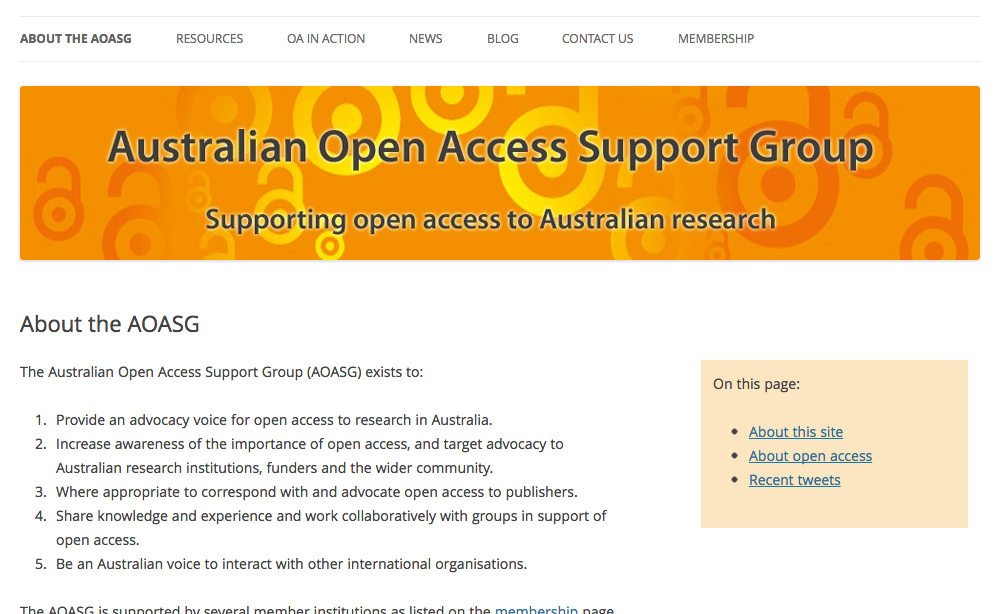 ABOUT THE AOASG RESOURCES OA IN ACTION NEWS BLOG CONTACT US MEMBERSHIP
Australian Open Access Support Group
Supporting open access to Australian research
About the AOASG
The Australian Open Access Support Group (AOASG) exists to:
1. Provide an advocacy voice for open access to research in Australia.
2. Increase awareness of the importance of open access, and target advocacy to
Australian research institutions, funders and the wider community.
3. Where appropriate to correspond with and advocate open access to publishers.
4. Share knowledge and experience and work collaboratively with groups in support of
open access.
5. Be an Australian voice to interact with other international organisations.
The AOASG is supported by several member institutions as listed on the membership page
On this page:
• About this site
• About open access
• Recent tweets